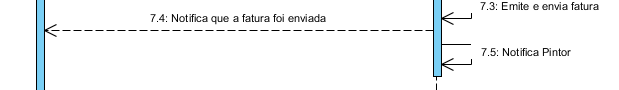 7.3: Emite e envia fatura
7.4: Notifica que a fatura foi enviada
7.5: Notifica Pintor